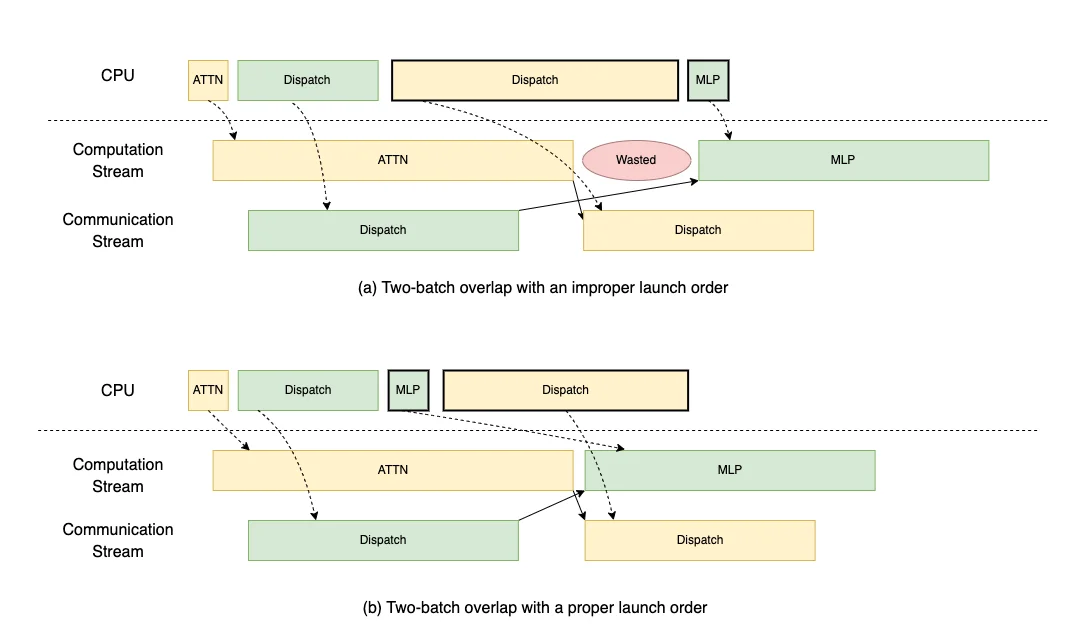 CPU
ATTN
Dispatch
Dispatch
MLP
Computation
Stream
ATTN
Wasted
MLP
Communication
Stream
Dispatch
Dispatch
(a) Two-batch overlap with an improper launch order
CPU
ATTN
Dispatch
MLP
Dispatch
Computation
Stream
ATTN
MLP
Communication
Stream
Dispatch
Dispatch
(b) Two-batch overlap with a proper launch order